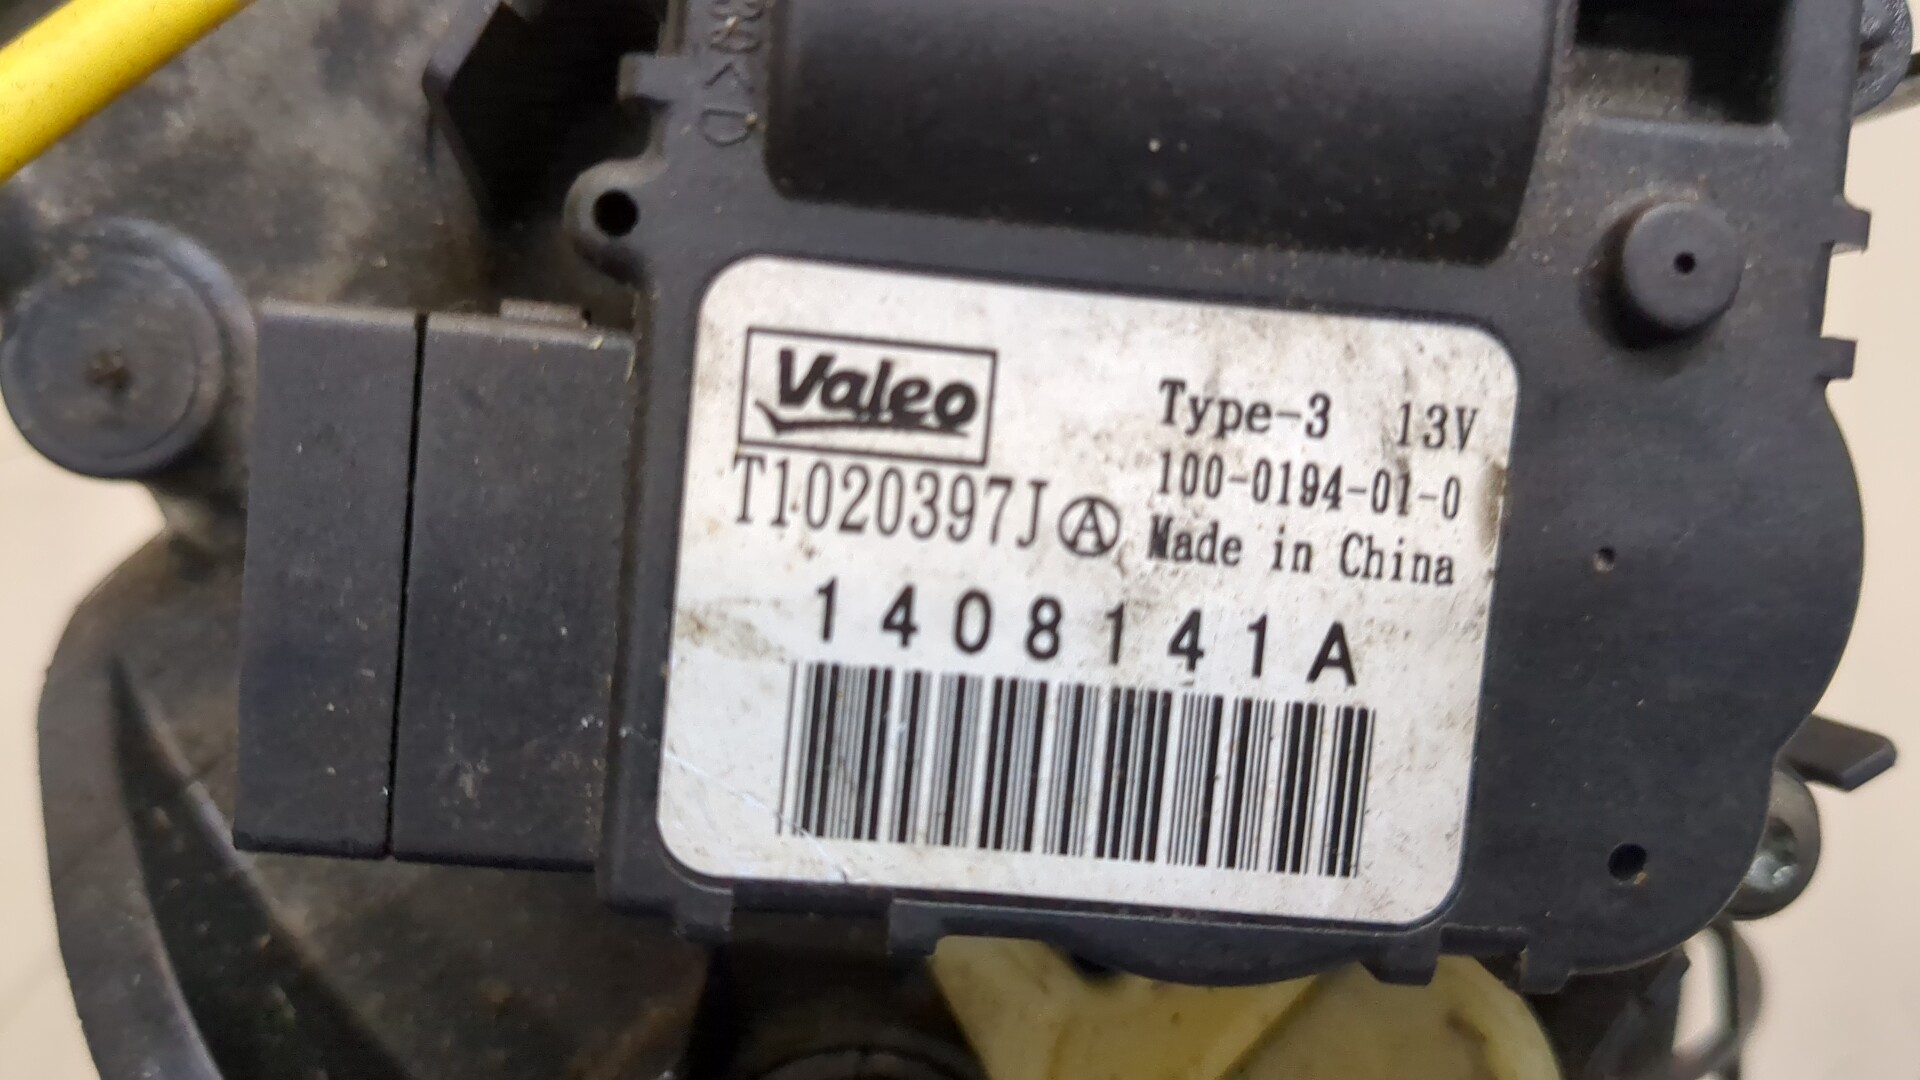 Valeo
Type-3 13V
T1020397J Ⓐ
100-0194-01-0
Made in China
1408141A